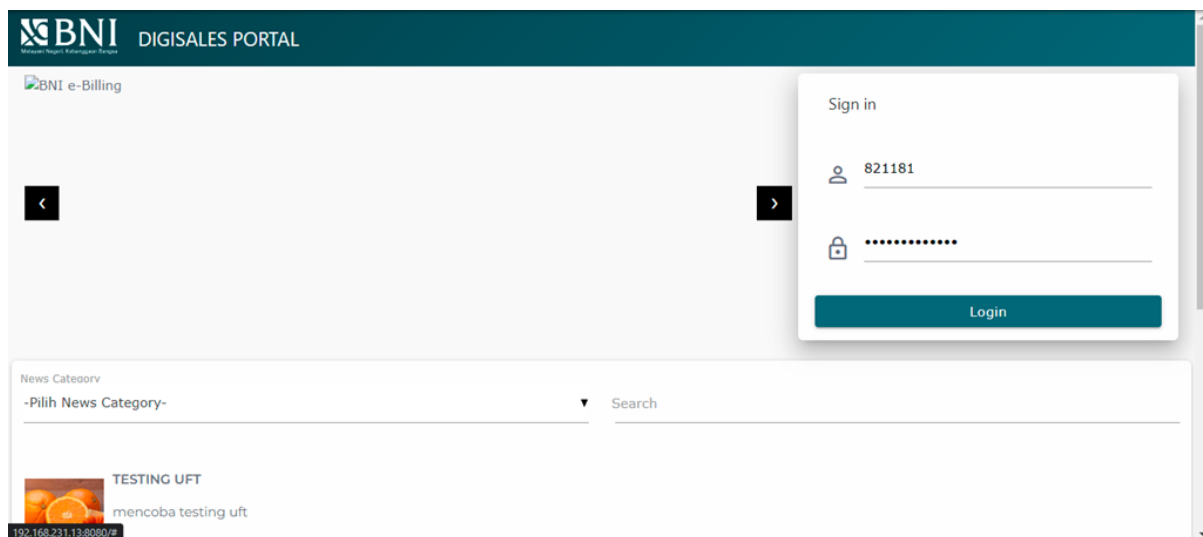 BNI DIGISALES PORTAL
Melayani Negeri, Kebanggaan Bangsa
BNI e-Billing
Sign in
821181
•••••••••••••
Login
News Category
-Pilih News Category-
Search
TESTING UFT
mencoba testing uft
192.168.231.13:8080/#